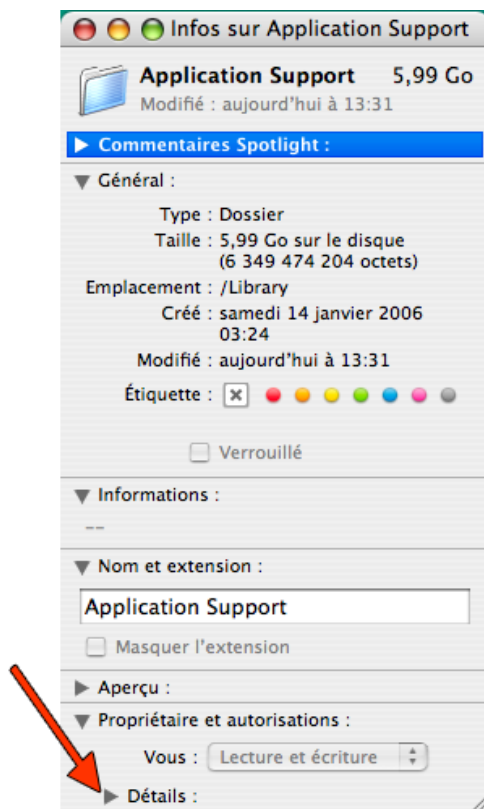 Infos sur Application Support
Application Support 5,99 Go
Modifié : aujourd'hui à 13:31
Commentaires Spotlight :
Général :
Type : Dossier
Taille : 5,99 Go sur le disque
(6 349 474 204 octets)
Emplacement : /Library
Créé : samedi 14 janvier 2006
03:24
Modifié : aujourd'hui à 13:31
Étiquette :
Verrouillé
Informations :
--
Nom et extension :
Application Support
Masquer l'extension
Aperçu :
Propriétaire et autorisations :
Vous : Lecture et écriture
Détails :